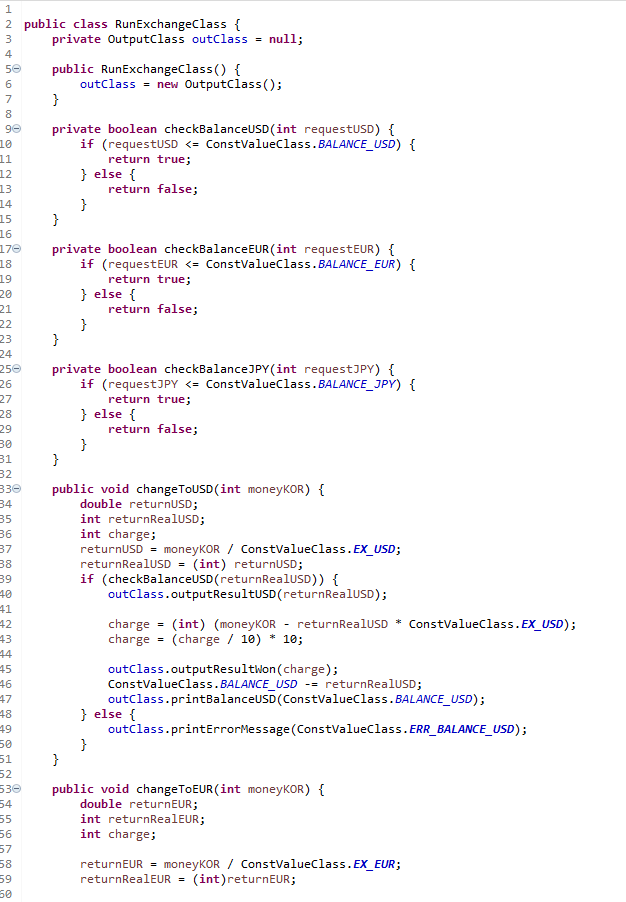 1
2 public class RunExchangeClass {
3     private OutputClass outClass = null;
4
5     public RunExchangeClass() {
6         outClass = new OutputClass();
7     }
8
9     private boolean checkBalanceUSD(int requestUSD) {
10         if (requestUSD <= ConstValueClass.BALANCE_USD) {
11             return true;
12         } else {
13             return false;
14         }
15     }
16
17     private boolean checkBalanceEUR(int requestEUR) {
18         if (requestEUR <= ConstValueClass.BALANCE_EUR) {
19             return true;
20         } else {
21             return false;
22         }
23     }
24
25     private boolean checkBalanceJPY(int requestJPY) {
26         if (requestJPY <= ConstValueClass.BALANCE_JPY) {
27             return true;
28         } else {
29             return false;
30         }
31     }
32
33     public void changeToUSD(int moneyKOR) {
34         double returnUSD;
35         int returnRealUSD;
36         int charge;
37         returnUSD = moneyKOR / ConstValueClass.EX_USD;
38         returnRealUSD = (int) returnUSD;
39         if (checkBalanceUSD(returnRealUSD)) {
40             outClass.outputResultUSD(returnRealUSD);
41
42             charge = (int) (moneyKOR - returnRealUSD * ConstValueClass.EX_USD);
43             charge = (charge / 10) * 10;
44
45             outClass.outputResultWon(charge);
46             ConstValueClass.BALANCE_USD -= returnRealUSD;
47             outClass.printBalanceUSD(ConstValueClass.BALANCE_USD);
48         } else {
49             outClass.printErrorMessage(ConstValueClass.ERR_BALANCE_USD);
50         }
51     }
52
53     public void changeToEUR(int moneyKOR) {
54         double returnEUR;
55         int returnRealEUR;
56         int charge;
57
58         returnEUR = moneyKOR / ConstValueClass.EX_EUR;
59         returnRealEUR = (int)returnEUR;
60